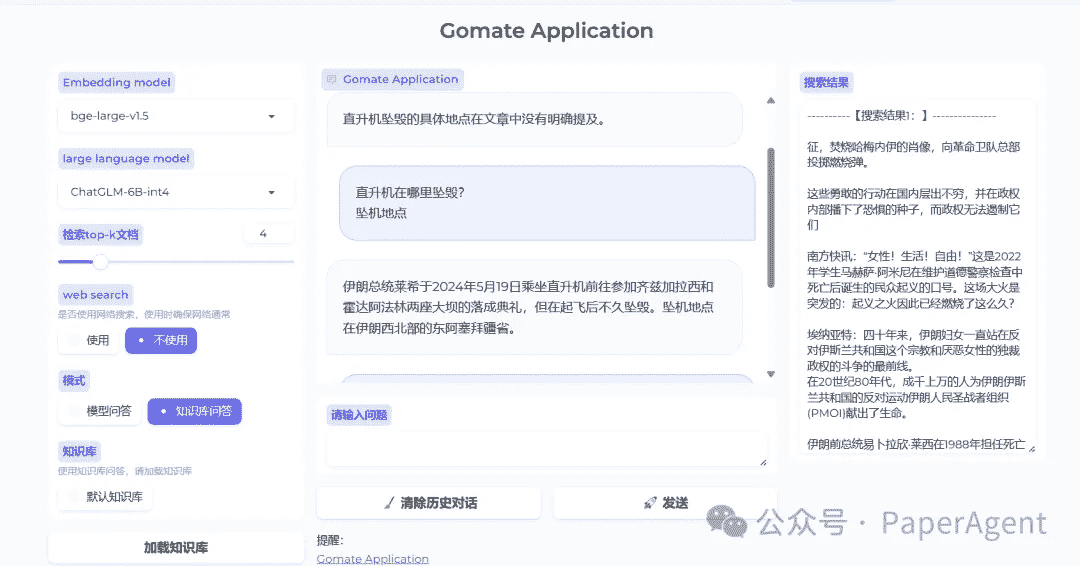 Gomate Application
Embedding model
bge-large-v1.5
large language model
ChatGLM-6B-int4
检索top-k文档
4
web search
是否使用网络搜索，使用时确保网络通常
使用
不使用
模式
模型问答
知识库问答
知识库
使用知识库问答，请加载知识库
默认知识库
加载知识库
Gomate Application
直升机坠毁的具体地点在文章中没有明确提及。
直升机在哪里坠毁?
坠机地点
伊朗总统莱希于2024年5月19日乘坐直升机前往参加齐兹加拉西和
霍达阿法林两座大坝的落成典礼，但在起飞后不久坠毁。坠机地点
在伊朗西北部的东阿塞拜疆省。
请输入问题
清除历史对话
发送
提醒：
Gomate Application
搜索结果
----------【搜索结果1：】---------------
征，焚烧哈梅内伊的肖像，向革命卫队总部
投掷燃烧弹。
这些勇敢的行动在国内层出不穷，并在政权
内部播下了恐惧的种子，而政权无法遏制它
们
南方快讯：“女性！生活！自由！”这是2022
年学生马赫萨·阿米尼在维护道德警察检查中
死亡后诞生的民众起义的口号。这场大火是
突发的：起义之火因此已经燃烧了这么久？
埃纳亚特：四十年来，伊朗妇女一直站在反
对伊斯兰共和国这个宗教和厌恶女性的独裁
政权的斗争的最前线。
在20世纪80年代，成千上万的人为伊朗伊斯
兰共和国的反对运动伊朗人民圣战者组织
(PMOI)献出了生命。
伊朗前总统易卜拉欣·莱西在1988年担任死亡
公众号 · PaperAgent